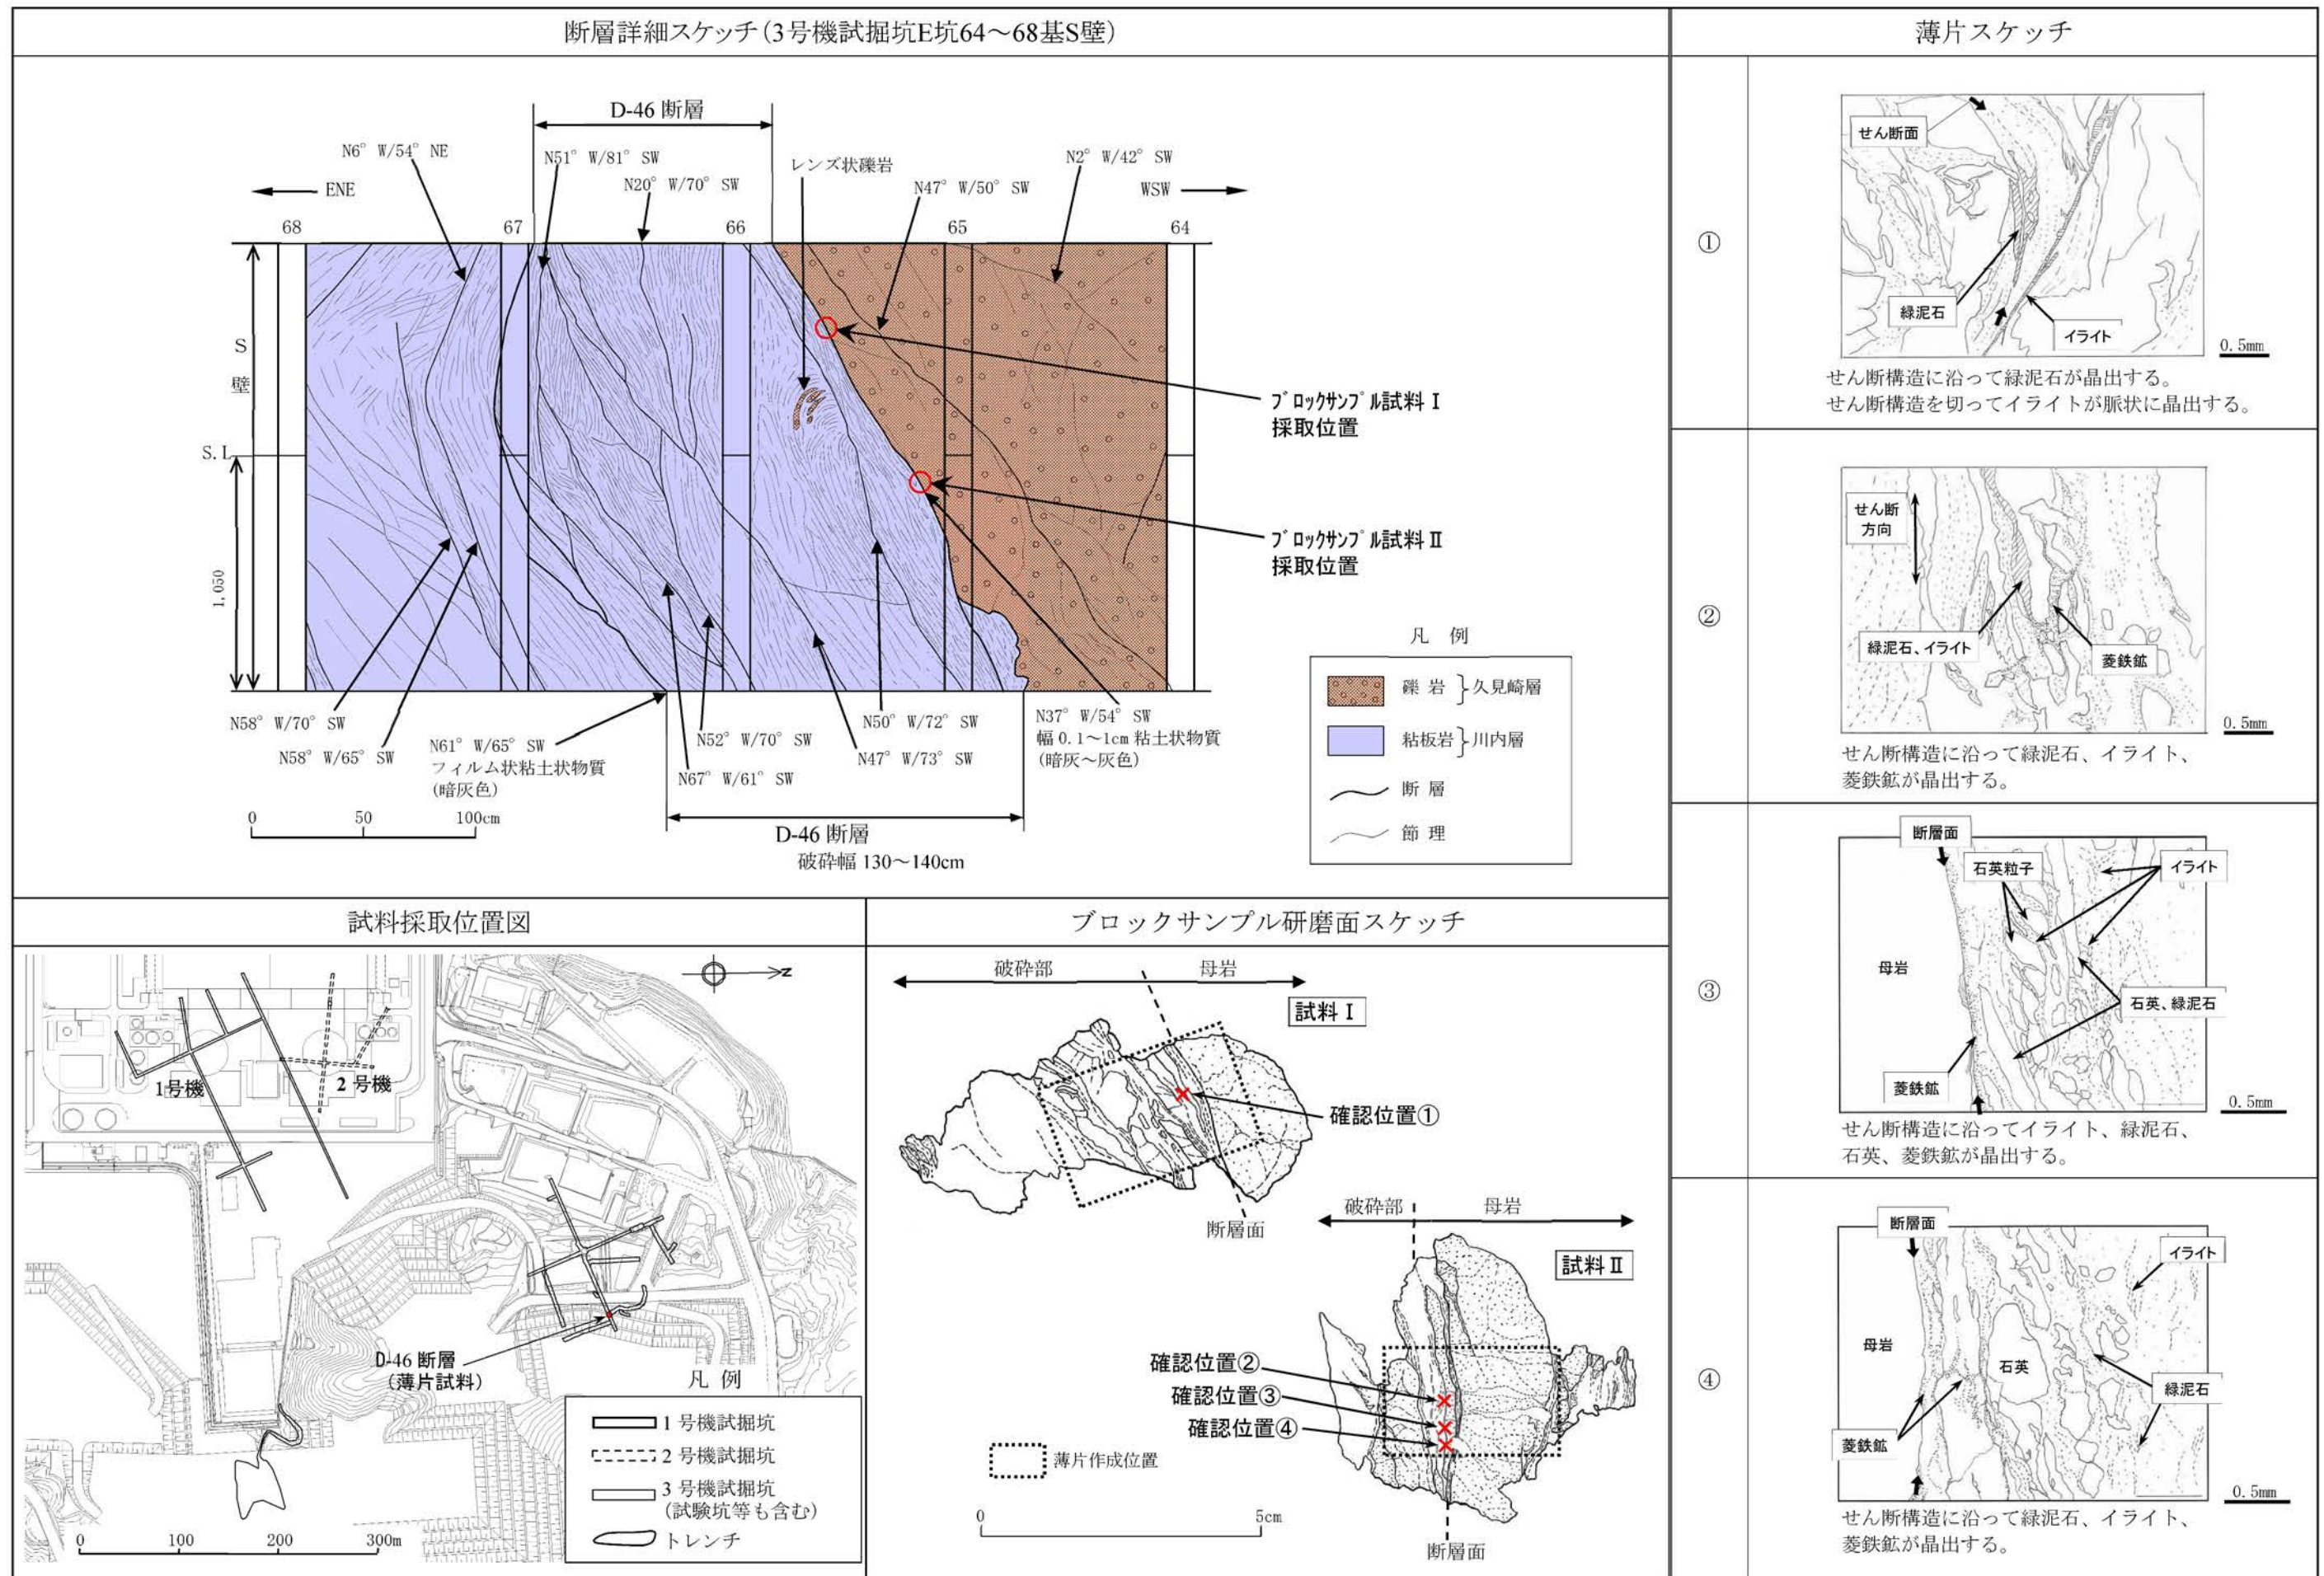 断層詳細スケッチ（3号機試掘坑E坑64～68基S壁）
D-46 断層
N6° W/54° NE
N51° W/81° SW
レンズ状礫岩
N2° W/42° SW
ENE
N20° W/70° SW
N47° W/50° SW
WSW
68
67
66
65
64
S
壁
S.L
1,050
ﾌﾞﾛｯｸｻﾝﾌﾟﾙ試料Ⅰ
採取位置
ﾌﾞﾛｯｸｻﾝﾌﾟﾙ試料Ⅱ
採取位置
N58° W/70° SW
N58° W/65° SW
N61° W/65° SW
フィルム状粘土状物質
(暗灰色)
N67° W/61° SW
N52° W/70° SW
N47° W/73° SW
N50° W/72° SW
N37° W/54° SW
幅 0.1～1cm 粘土状物質
(暗灰～灰色)
0
50
100cm
D-46 断層
破砕幅 130～140cm
凡 例
礫 岩 }久見崎層
粘板岩 }川内層
断 層
節 理
薄片スケッチ
①
せん断面
緑泥石
イライト
0.5mm
せん断構造に沿って緑泥石が晶出する。
せん断構造を切ってイライトが脈状に晶出する。
②
せん断
方向
緑泥石、イライト
菱鉄鉱
0.5mm
せん断構造に沿って緑泥石、イライト、
菱鉄鉱が晶出する。
③
断層面
石英粒子
イライト
母岩
石英、緑泥石
菱鉄鉱
0.5mm
せん断構造に沿ってイライト、緑泥石、
石英、菱鉄鉱が晶出する。
④
断層面
イライト
母岩
石英
緑泥石
菱鉄鉱
0.5mm
せん断構造に沿って緑泥石、イライト、
菱鉄鉱が晶出する。
試料採取位置図
N
1号機
2 号機
D-46 断層
(薄片試料)
凡 例
1 号機試掘坑
2 号機試掘坑
3 号機試掘坑
(試験坑等も含む)
トレンチ
0
100
200
300m
ブロックサンプル研磨面スケッチ
破砕部
母岩
試料Ⅰ
確認位置①
断層面
破砕部
母岩
試料Ⅱ
確認位置②
確認位置③
確認位置④
薄片作成位置
0
5cm
断層面